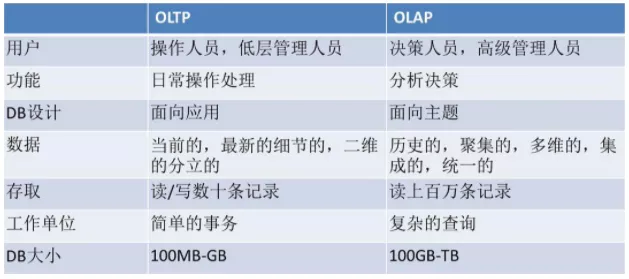 OLTP OLAP
用户 操作人员，低层管理人员 决策人员，高级管理人员
功能 日常操作处理 分析决策
DB设计 面向应用 面向主题
数据 当前的，最新的细节的，二维 历史的，聚集的，多维的，集
的分立的 成的，统一的
存取 读/写数十条记录 读上百万条记录
工作单位 简单的事务 复杂的查询
DB大小 100MB-GB 100GB-TB